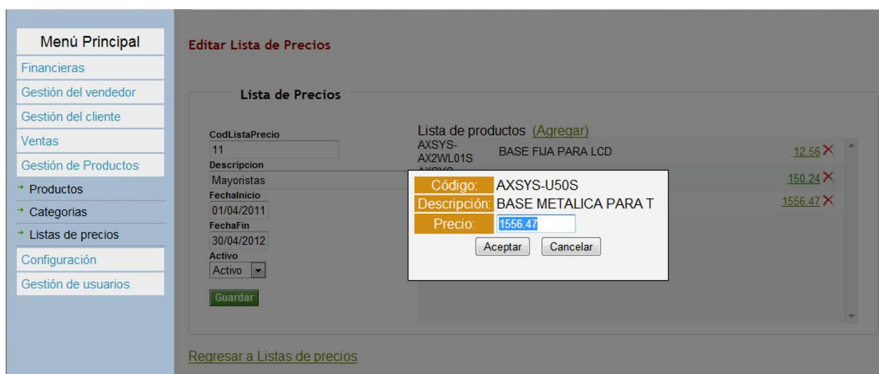 Menú Principal
Financieras
Gestión del vendedor
Gestión del cliente
Ventas
Gestión de Productos
Productos
Categorias
Listas de precios
Configuración
Gestión de usuarios
Editar Lista de Precios
Lista de Precios
CodListaPrecio
11
Descripcion
Mayoristas
FechaInicio
01/04/2011
FechaFin
30/04/2012
Activo
Activo
Guardar
Lista de productos (Agregar)
AXSYS-
AX2WL01S BASE FIJA PARA LCD 12.56
150.24
1556.47
Código: AXSYS-U50S
Descripción: BASE METALICA PARA T
Precio: 1556.47
Aceptar Cancelar
Regresar a Listas de precios